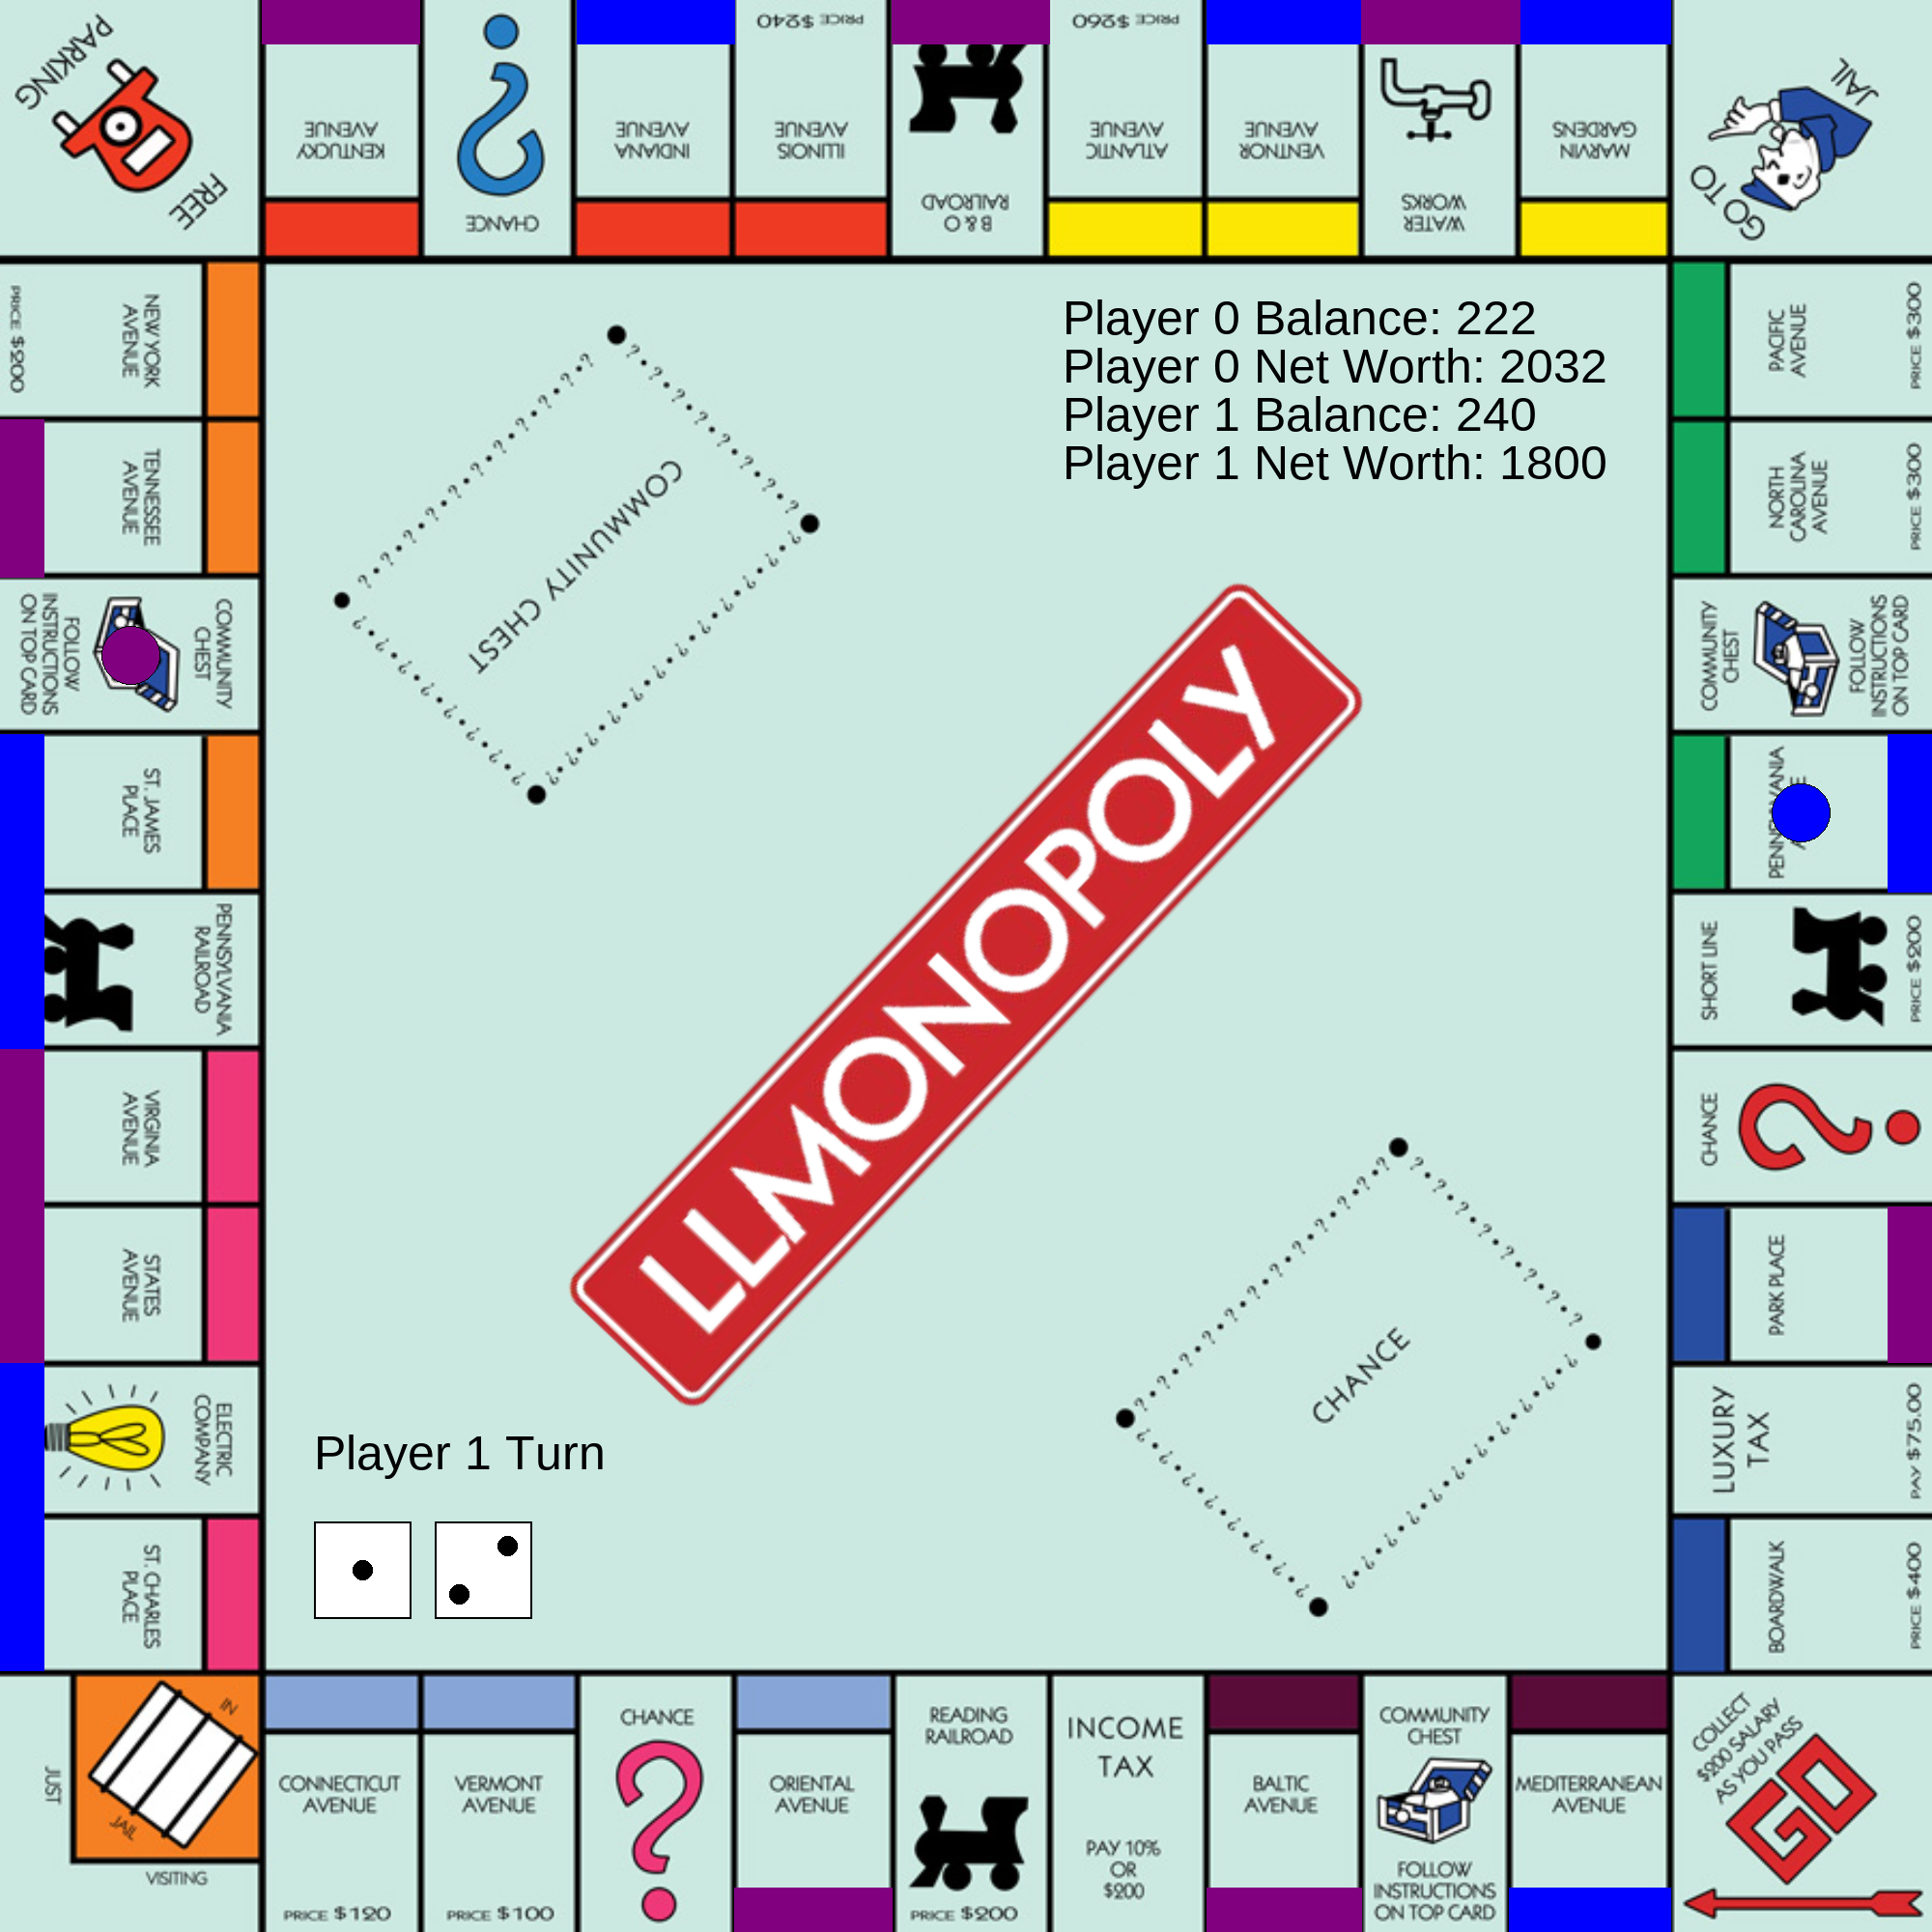 FREE
PARKING
KENTUCKY
AVENUE
CHANCE
INDIANA
AVENUE
PRICE $240
ILLINOIS
AVENUE
B & O
RAILROAD
PRICE $260
ATLANTIC
AVENUE
VENTNOR
AVENUE
WATER
WORKS
MARVIN
GARDENS
GO TO
JAIL
NEW YORK
AVENUE
PRICE $200
TENNESSEE
AVENUE
COMMUNITY
CHEST
FOLLOW
INSTRUCTIONS
ON TOP CARD
ST. JAMES
PLACE
PENNSYLVANIA
RAILROAD
VIRGINIA
AVENUE
STATES
AVENUE
ELECTRIC
COMPANY
ST. CHARLES
PLACE
Player 0 Balance: 222
Player 0 Net Worth: 2032
Player 1 Balance: 240
Player 1 Net Worth: 1800
COMMUNITY CHEST
LLMONOPOLY
CHANCE
Player 1 Turn
PACIFIC
AVENUE
PRICE $300
NORTH
CAROLINA
AVENUE
PRICE $300
COMMUNITY
CHEST
FOLLOW
INSTRUCTIONS
ON TOP CARD
SHORT LINE
PRICE $200
CHANCE
PARK PLACE
LUXURY
TAX
PAY $75.00
BOARDWALK
PRICE $400
IN
JAIL
JUST
VISITING
CONNECTICUT
AVENUE
PRICE $120
VERMONT
AVENUE
PRICE $100
CHANCE
ORIENTAL
AVENUE
READING
RAILROAD
PRICE $200
INCOME
TAX
PAY 10%
OR
$200
BALTIC
AVENUE
COMMUNITY
CHEST
FOLLOW
INSTRUCTIONS
ON TOP CARD
MEDITERRANEAN
AVENUE
COLLECT
$200 SALARY
AS YOU PASS
GO